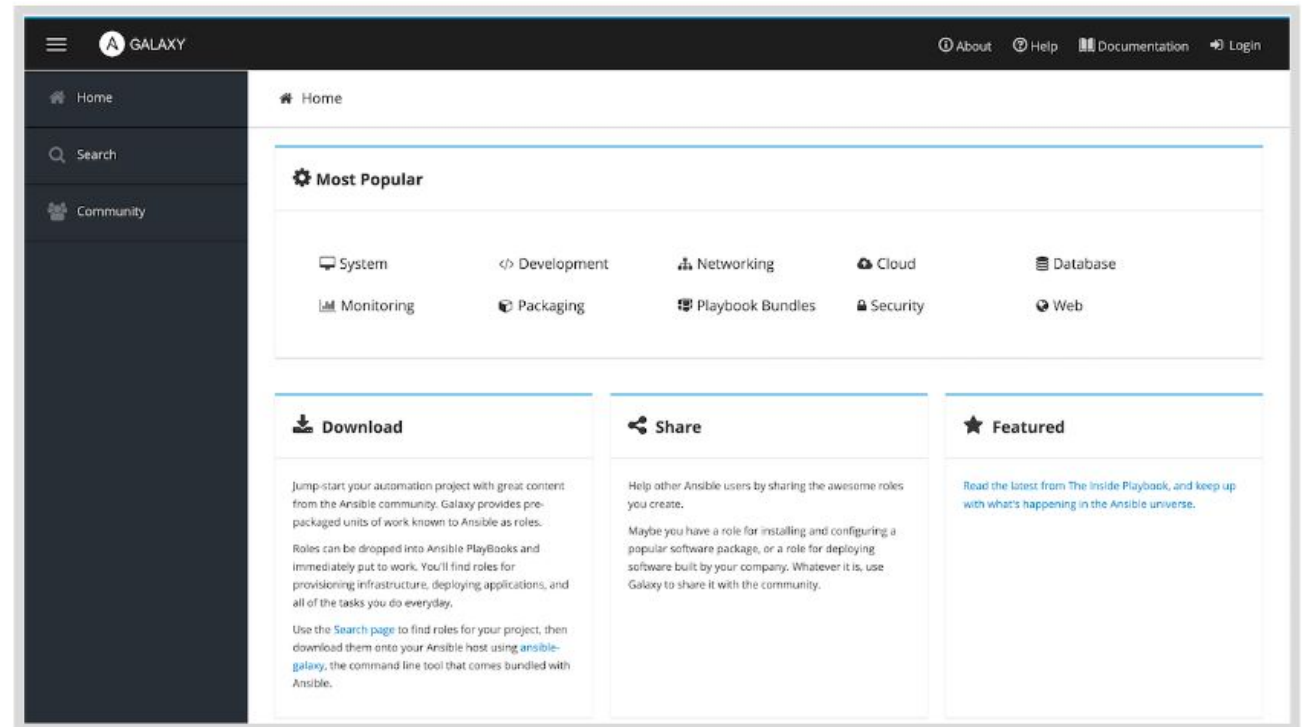 A GALAXY
About Help Documentation Login
Home
Search
Community
Home
Most Popular
System </> Development Networking Cloud Database
Monitoring Packaging Playbook Bundles Security Web
Download
Jump-start your automation project with great content
from the Ansible community. Galaxy provides pre-
packaged units of work known to Ansible as roles.
Roles can be dropped into Ansible PlayBooks and
immediately put to work. You'll find roles for
provisioning infrastructure, deploying applications, and
all of the tasks you do everyday.
Use the Search page to find roles for your project, then
download them onto your Ansible host using ansible-
galaxy, the command line tool that comes bundled with
Ansible.
Share
Help other Ansible users by sharing the awesome roles
you create.
Maybe you have a role for installing and configuring a
popular software package, or a role for deploying
software built by your company. Whatever it is, use
Galaxy to share it with the community.
Featured
Read the latest from The Inside Playbook, and keep up
with what's happening in the Ansible universe.